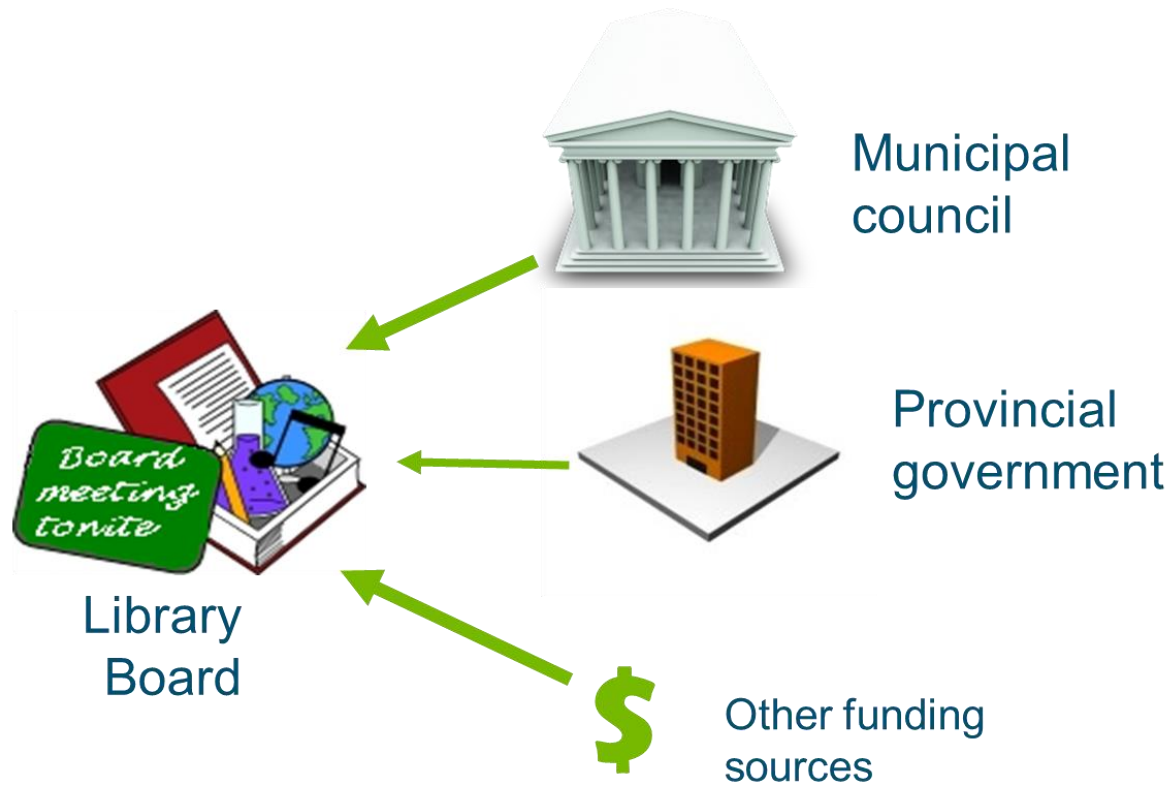 Municipal
council
Board
meeting
tonite
Provincial
government
Library
Board
$
Other funding
sources